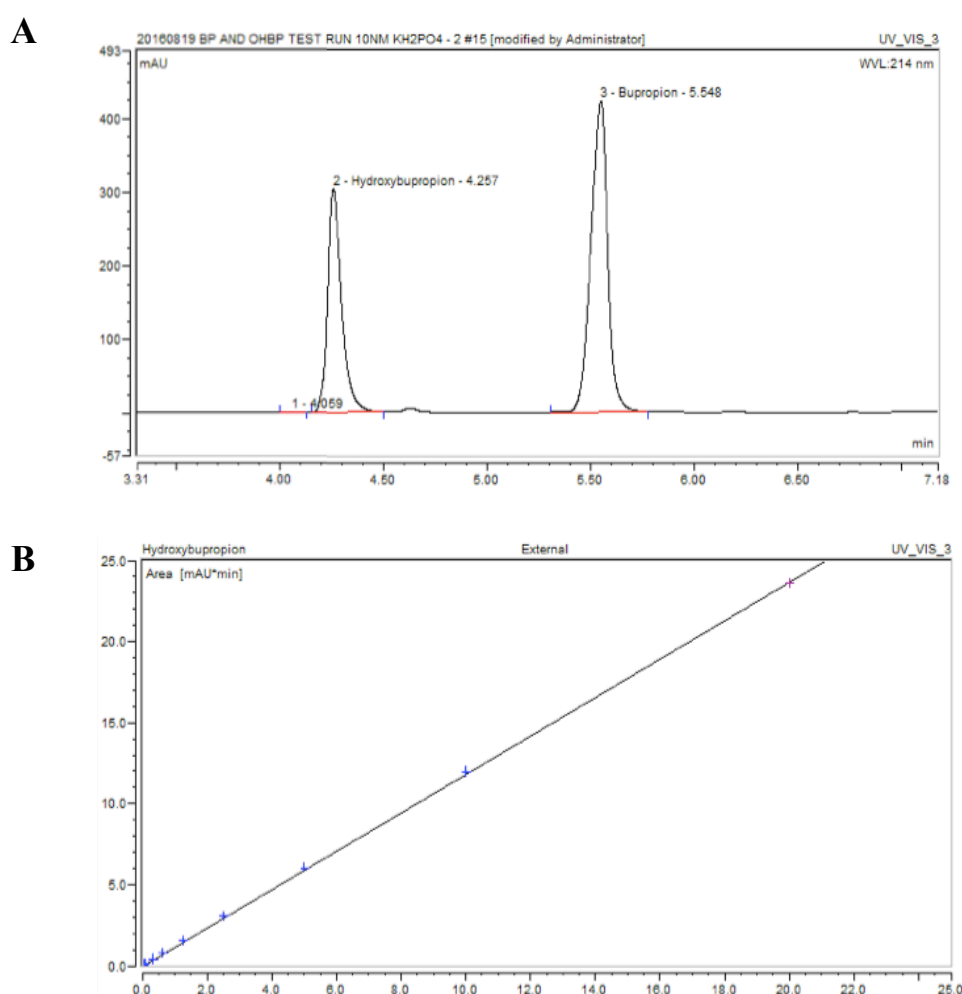 A
20160819 BP AND OHBP TEST RUN 10NM KH2PO4 - 2 #15 [modified by Administrator] UV_VIS_3
493
mAU WVL:214 nm
3 - Bupropion - 5.548
400
2 - Hydroxybupropion - 4.257
300
200
100
1 - 4.059
min
-57
3.31 4.00 4.50 5.00 5.50 6.00 6.50 7.18
B
Hydroxybupropion External UV_VIS_3
25.0
Area [mAU*min]
20.0
15.0
10.0
5.0
0.0
0.0 2.0 4.0 6.0 8.0 10.0 12.0 14.0 16.0 18.0 20.0 22.0 25.0